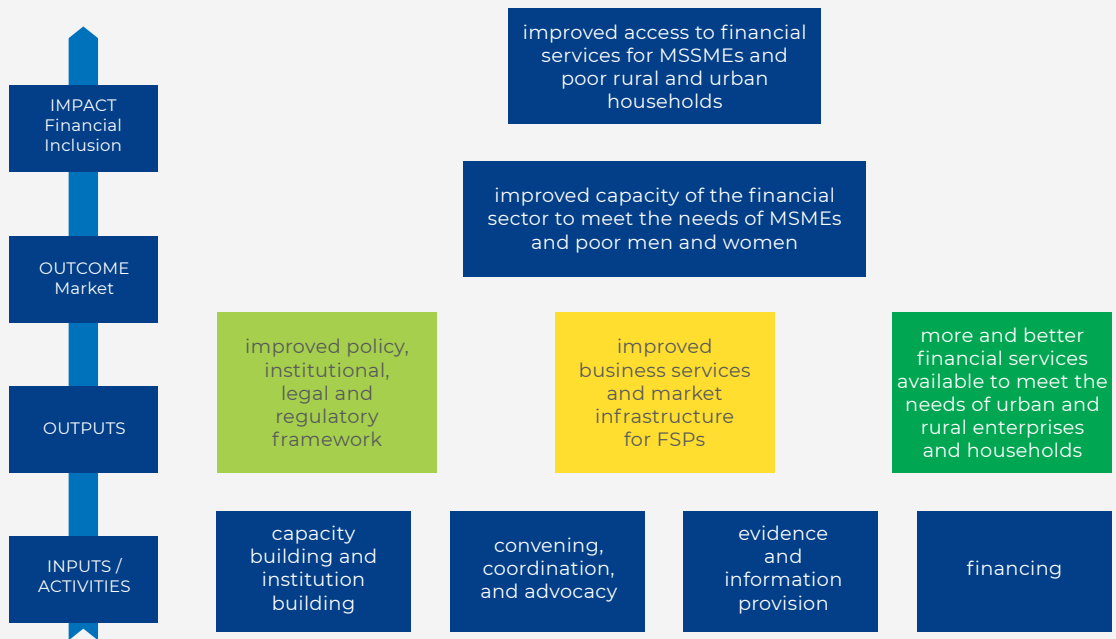 improved access to financial
services for MSSMEs and
poor rural and urban
households
IMPACT
Financial
Inclusion
improved capacity of the financial
sector to meet the needs of MSMEs
and poor men and women
OUTCOME
Market
improved policy,
institutional,
legal and
regulatory
framework
improved
business services
and market
infrastructure
for FSPs
more and better
financial services
available to meet the
needs of urban and
rural enterprises
and households
OUTPUTS
INPUTS /
ACTIVITIES
capacity
building and
institution
building
convening,
coordination,
and advocacy
evidence
and
information
provision
financing